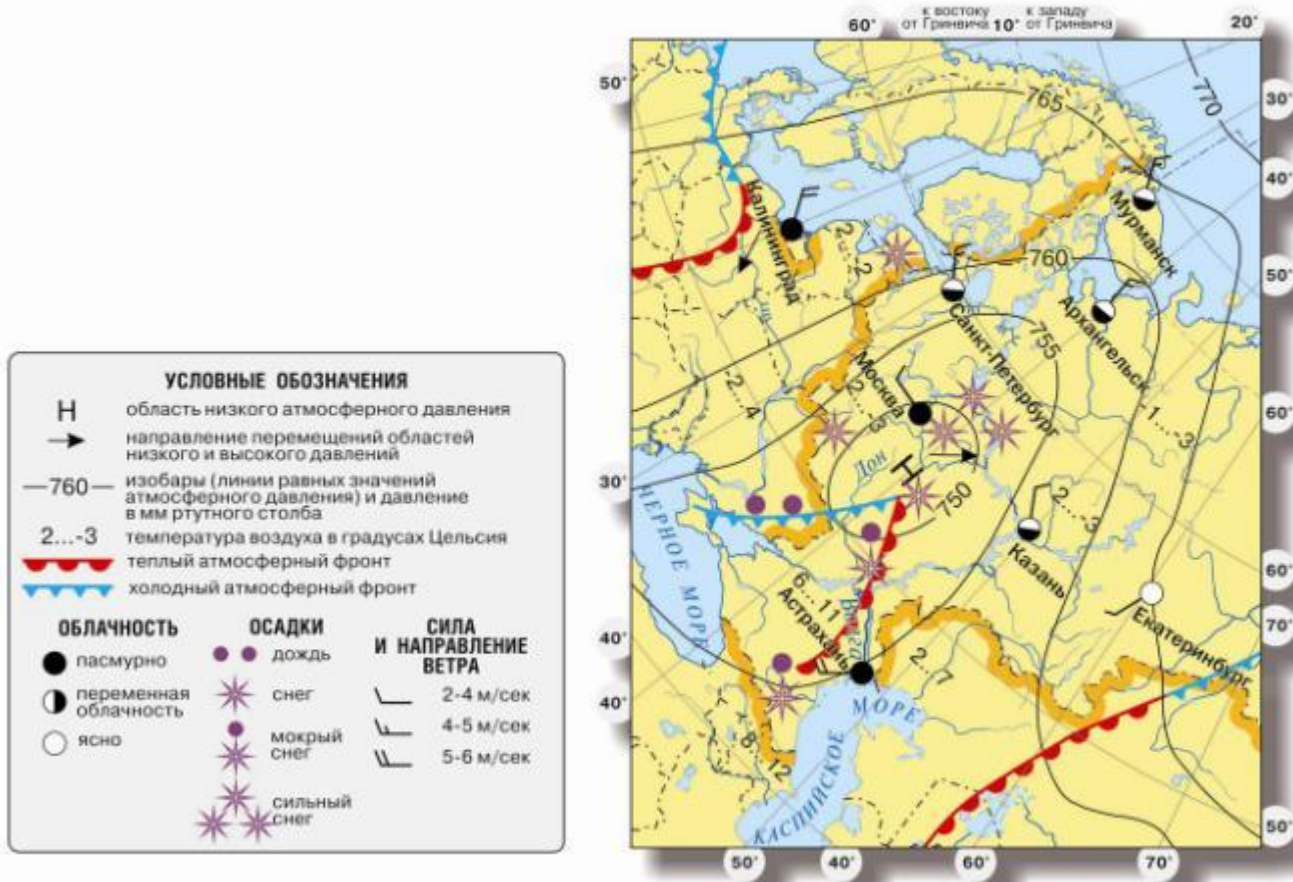 УСЛОВНЫЕ ОБОЗНАЧЕНИЯ
Н
область низкого атмосферного давления
направление перемещений областей
низкого и высокого давлений
—760—
изобары (линии равных значений
атмосферного давления) и давление
в мм ртутного столба
2...-3
температура воздуха в градусах Цельсия
теплый атмосферный фронт
холодный атмосферный фронт
ОБЛАЧНОСТЬ
пасмурно
переменная
облачность
ясно
ОСАДКИ
дождь
снег
мокрый
снег
сильный
снег
СИЛА
И НАПРАВЛЕНИЕ
ВЕТРА
2-4 м/сек
4-5 м/сек
5-6 м/сек
60°
к востоку
от Гринвича
10°
к западу
от Гринвича
20°
50°
30°
40°
50°
60°
60°
70°
50°
30°
40°
40°
50°
40°
60°
70°
765
770
760
755
750
Калининград
Мурманск
Санкт-Петербург
Архангельск
Москва
Казань
Екатеринбург
Астрахань
Дон
Волга
Н
ЧЕРНОЕ МОРЕ
КАСПИЙСКОЕ МОРЕ
2...-2
-2...-4
2...-3
1...-3
2...-3
6...11
2...7
8...12